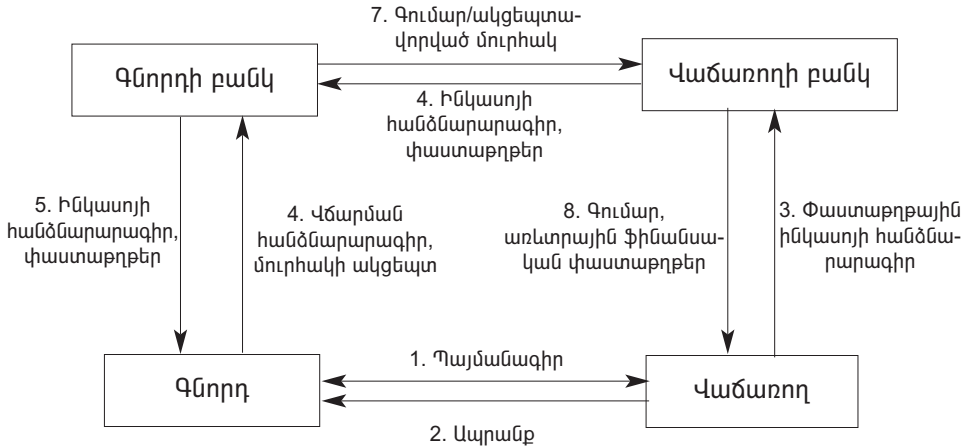 7. Գումար/ակցեպտա-
վորված մուրհակ
Գնորդի բանկ
Վաճառողի բանկ
4. Ինկասոյի
հանձնարարագիր,
փաստաթղթեր
5. Ինկասոյի
հանձնարարագիր,
փաստաթղթեր
4. Վճարման
հանձնարարագիր,
մուրհակի ակցեպտ
8. Գումար,
առևտրային ֆինանսա-
կան փաստաթղթեր
3. Փաստաթղթային
ինկասոյի հանձնա-
րարագիր
1. Պայմանագիր
Գնորդ
Վաճառող
2. Ապրանք